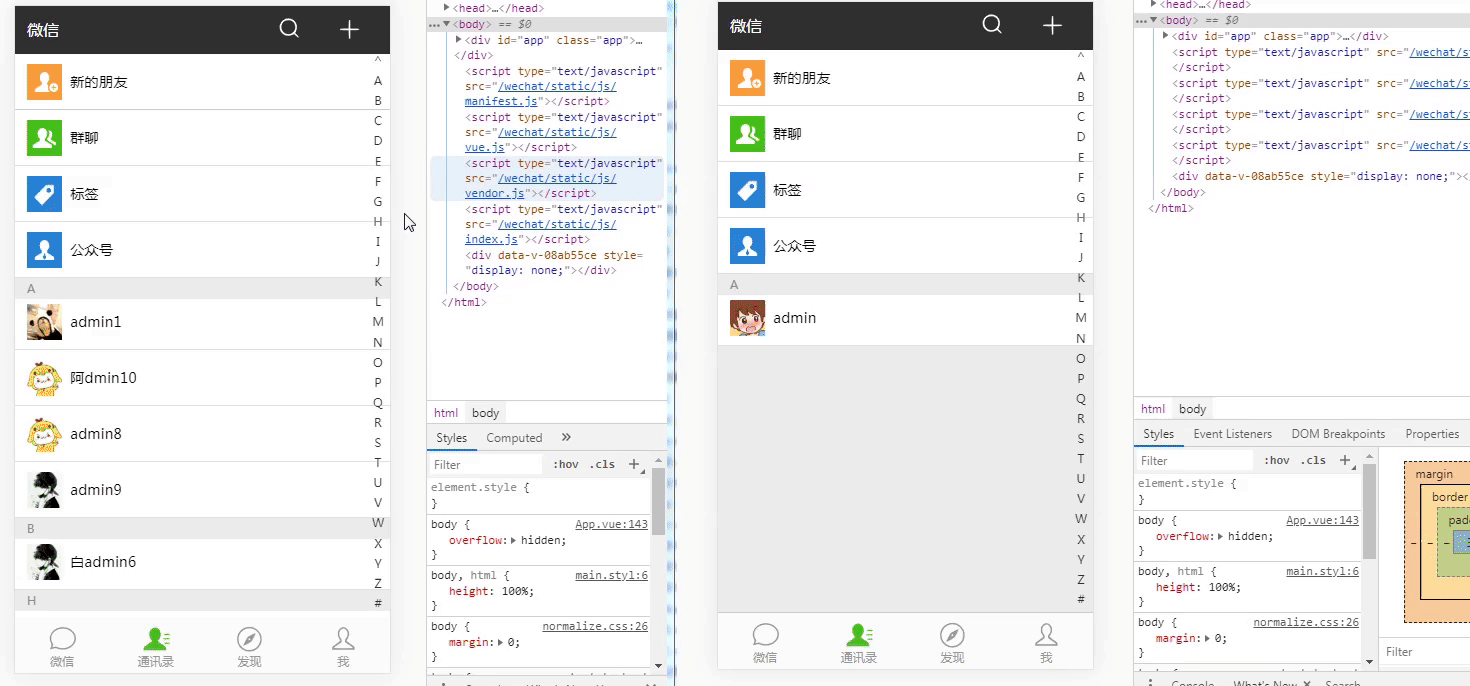 微信
新的朋友
群聊
标签
公众号
A
admin1
阿dmin10
admin8
admin9
B
白admin6
H
^
A
B
C
D
E
F
G
H
I
J
K
L
M
N
O
P
Q
R
S
T
U
V
W
X
Y
Z
#
微信
通讯录
发现
我
<head>…</head>
<body> == $0
<div id="app" class="app">…
</div>
<script type="text/javascript"
src="/wechat/static/js/
manifest.js"></script>
<script type="text/javascript"
src="/wechat/static/js/
vue.js"></script>
<script type="text/javascript"
src="/wechat/static/js/
vendor.js"></script>
<script type="text/javascript"
src="/wechat/static/js/
index.js"></script>
<div data-v-08ab55ce style=
"display: none;"></div>
</body>
</html>
html body
Styles Computed »
Filter :hov .cls +
element.style {
}
body { App.vue:143
overflow: hidden;
}
body, html { main.styl:6
height: 100%;
}
body { normalize.css:26
margin: 0;
}
微信
新的朋友
群聊
标签
公众号
A
admin
^
A
B
C
D
E
F
G
H
I
J
K
L
M
N
O
P
Q
R
S
T
U
V
W
X
Y
Z
#
微信
通讯录
发现
我
<head>…</head>
<body> == $0
<div id="app" class="app">…</div>
<script type="text/javascript" src="/wechat/st
</script>
<script type="text/javascript" src="/wechat/st
</script>
<script type="text/javascript" src="/wechat/st
</script>
<script type="text/javascript" src="/wechat/st
</script>
<div data-v-08ab55ce style="display: none;"></
</body>
</html>
html body
Styles Event Listeners DOM Breakpoints Properties
Filter :hov .cls +
element.style {
}
body { App.vue:143
overflow: hidden;
}
body, html { main.styl:6
height: 100%;
}
body { normalize.css:26
margin: 0;
}
margin
border
Filter
Console What's New × Search